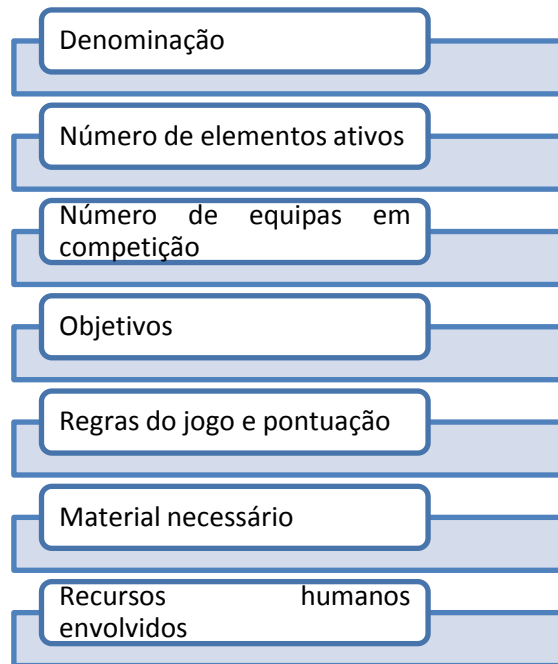 Denominação
Número de elementos ativos
Número de equipas em
competição
Objetivos
Regras do jogo e pontuação
Material necessário
Recursos humanos
envolvidos